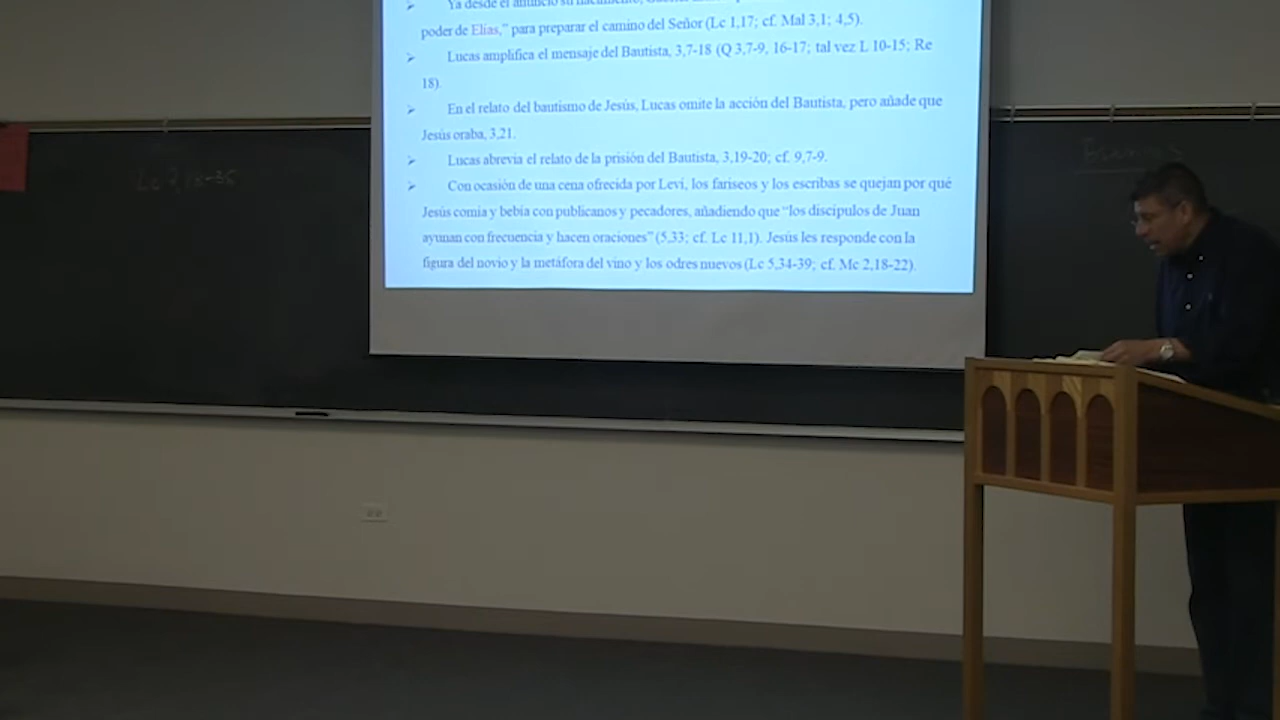 Ya desde el anuncio su nacimiento,
poder de Elías,” para preparar el camino del Señor (Lc 1,17; cf. Mal 3,1; 4,5).
Lucas amplifica el mensaje del Bautista, 3,7-18 (Q 3,7-9, 16-17; tal vez L 10-15; Re
18).
En el relato del bautismo de Jesús, Lucas omite la acción del Bautista, pero añade que
Jesús oraba, 3,21.
Lucas abrevia el relato de la prisión del Bautista, 3,19-20; cf. 9,7-9.
Con ocasión de una cena ofrecida por Leví, los fariseos y los escribas se quejan por qué
Jesús comía y bebía con publicanos y pecadores, añadiendo que “los discípulos de Juan
ayunan con frecuencia y hacen oraciones” (5,33; cf. Lc 11,1). Jesús les responde con la
figura del novio y la metáfora del vino y los odres nuevos (Lc 5,34-39; cf. Mc 2,18-22).